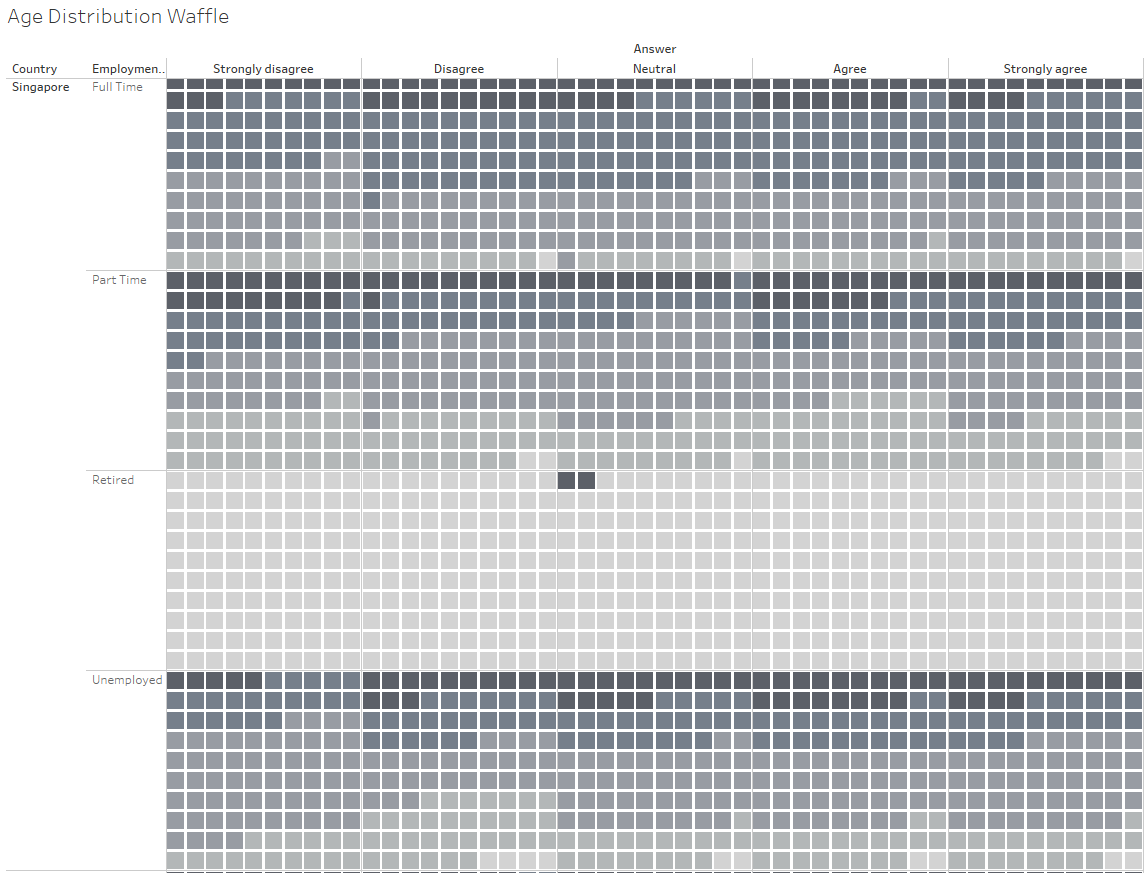 Age Distribution Waffle
Answer
Country Employmen.. Strongly disagree Disagree Neutral Agree Strongly agree
Singapore Full Time
Part Time
Retired
Unemployed